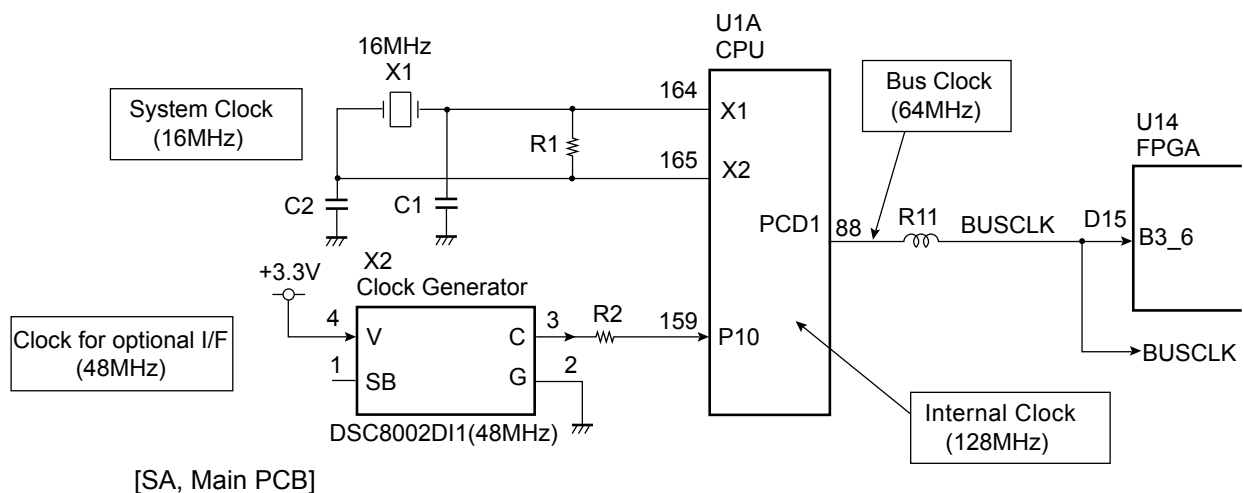 U1A
CPU
16MHz
X1
System Clock
(16MHz)
164
X1
R1
165
X2
C2
C1
Bus Clock
(64MHz)
U14
FPGA
PCD1
88
R11
BUSCLK
D15
B3_6
BUSCLK
+3.3V
X2
Clock Generator
Clock for optional I/F
(48MHz)
4
V
C
3
R2
159
P10
1
SB
G
2
DSC8002DI1(48MHz)
Internal Clock
(128MHz)
[SA, Main PCB]